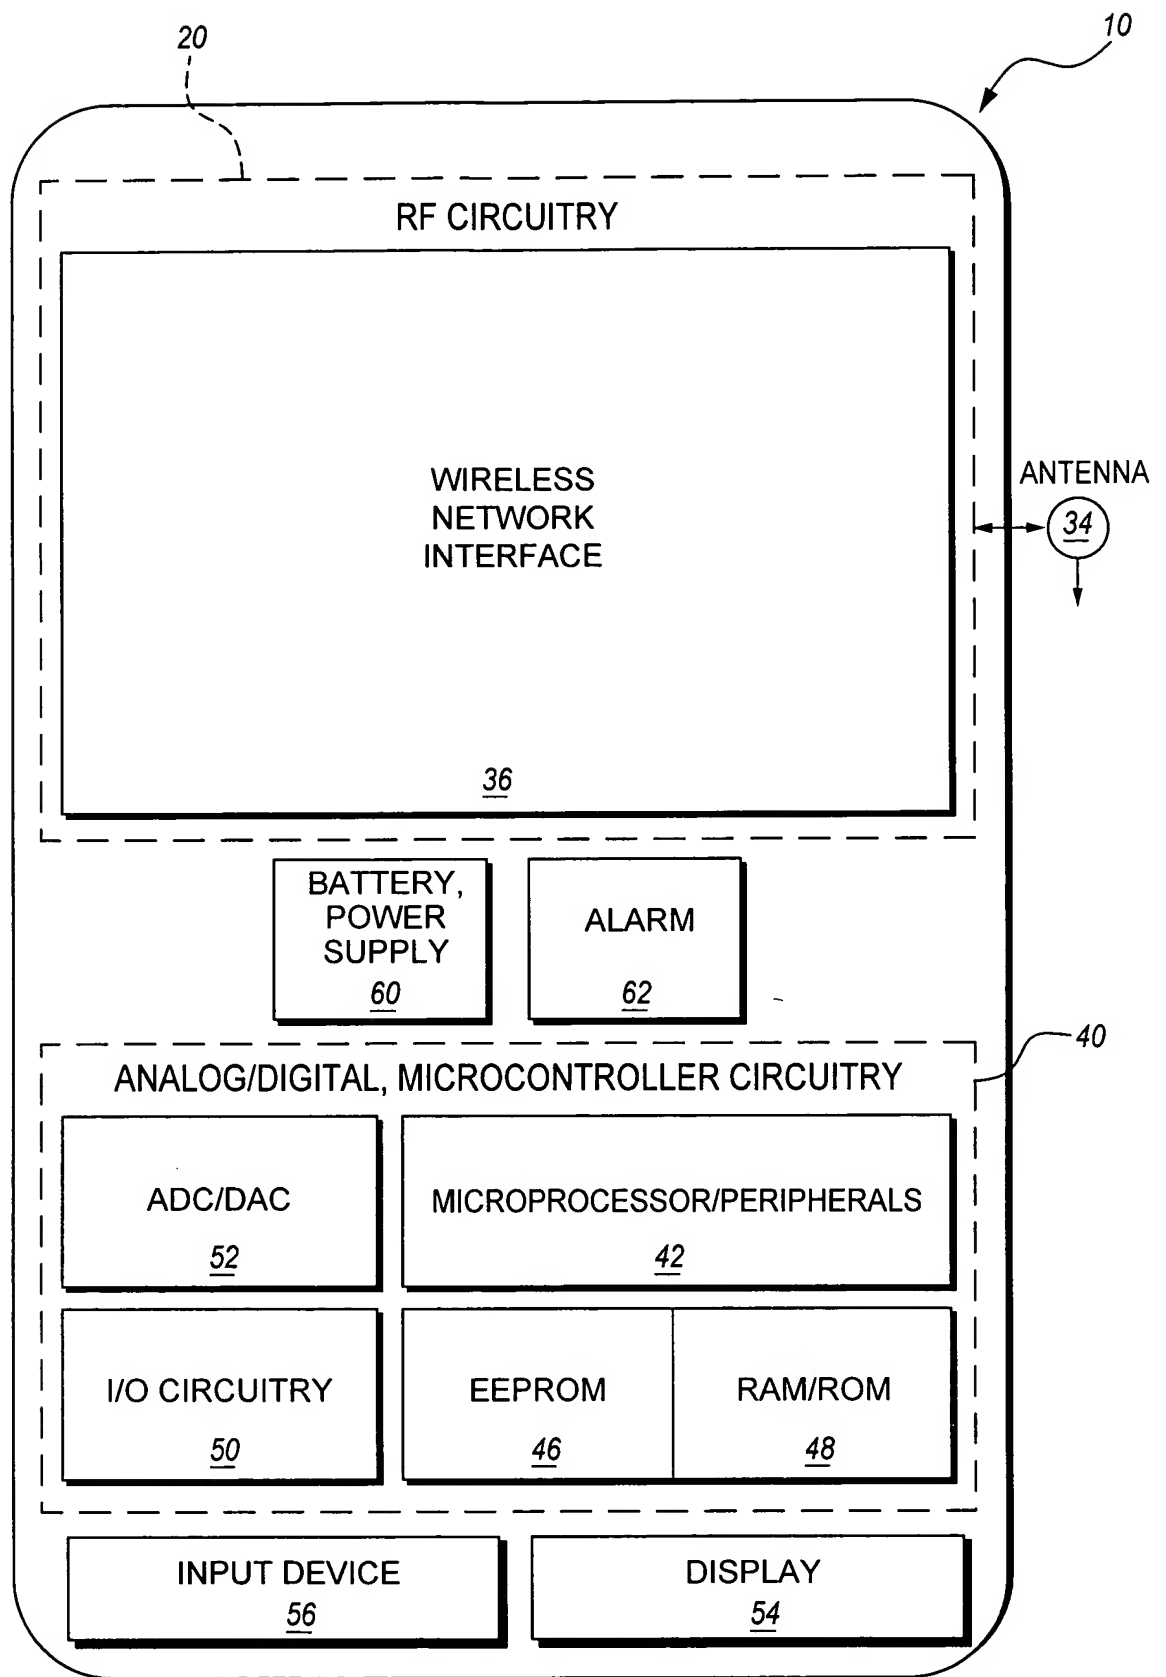 20
10
RF CIRCUITRY
WIRELESS
NETWORK
INTERFACE
36
ANTENNA
34
BATTERY,
POWER
SUPPLY
60
ALARM
62
40
ANALOG/DIGITAL, MICROCONTROLLER CIRCUITRY
ADC/DAC
52
MICROPROCESSOR/PERIPHERALS
42
I/O CIRCUITRY
50
EEPROM
46
RAM/ROM
48
INPUT DEVICE
56
DISPLAY
54